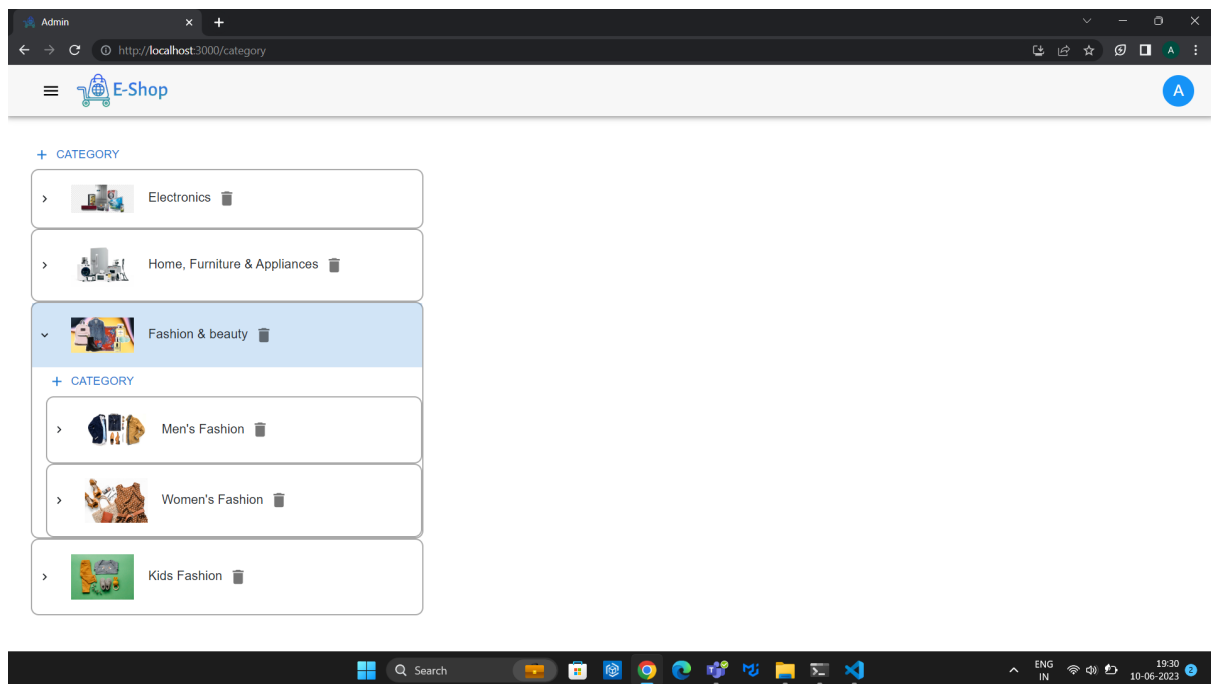 Admin
http://localhost:3000/category
A
E-Shop
A
+ CATEGORY
Electronics
Home, Furniture & Appliances
Fashion & beauty
+ CATEGORY
Men's Fashion
Women's Fashion
Kids Fashion
Search
ENG
IN
19:30
10-06-2023
2